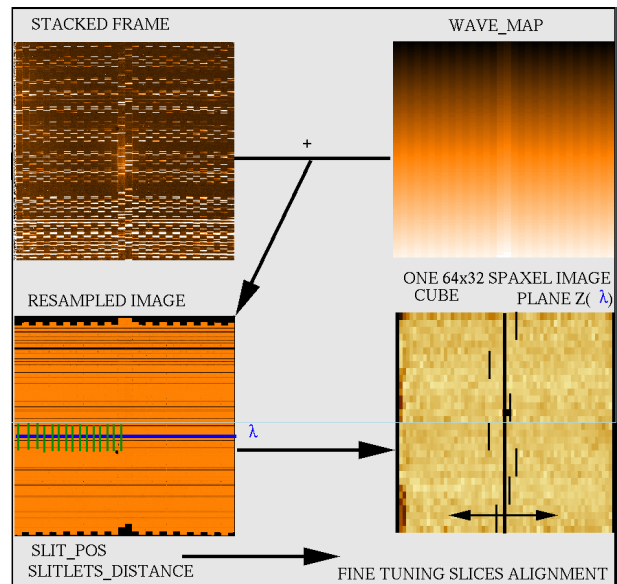 STACKED FRAME
WAVE_MAP
+
ONE 64x32 SPAXEL IMAGE
RESAMPLED IMAGE
CUBE PLANE Z( λ)
λ
SLIT_POS
SLITLETS_DISTANCE
FINE TUNING SLICES ALIGNMENT